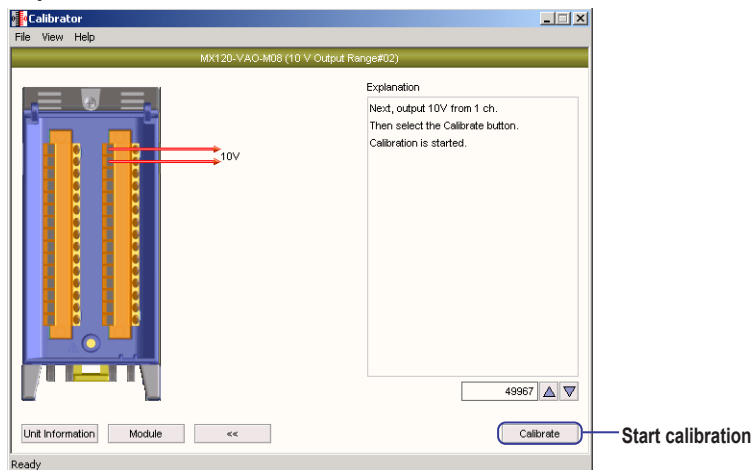 Calibrator
File View Help
MX120-VAO-M08 (10 V Output Range#02)
Explanation
Next, output 10V from 1 ch.
Then select the Calibrate button.
Calibration is started.
10V
49967
Unit Information Module << Calibrate
Start calibration
Ready